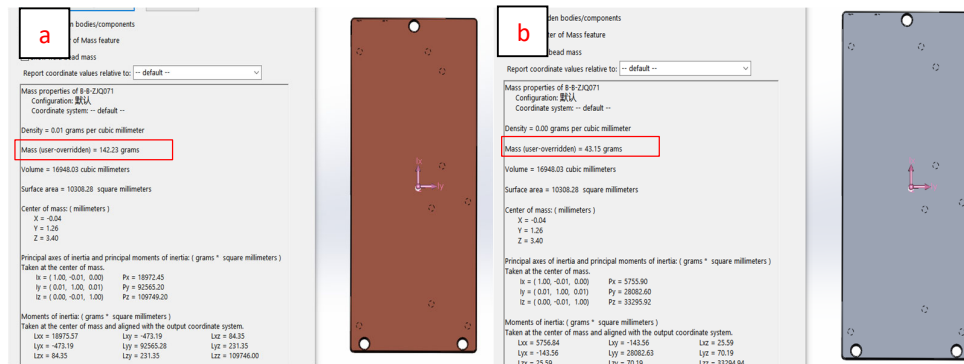 a
en bodies/components
r of Mass feature
bead mass
Report coordinate values relative to: -- default --
Mass properties of B-B-ZJQ071
Configuration: 默认
Coordinate system: -- default --
Density = 0.01 grams per cubic millimeter
Mass (user-overridden) = 142.23 grams
Volume = 16948.03 cubic millimeters
Surface area = 10308.28 square millimeters
Center of mass: ( millimeters )
X = -0.04
Y = 1.26
Z = 3.40
Principal axes of inertia and principal moments of inertia: ( grams * square millimeters )
Taken at the center of mass.
Ix = ( 1.00, -0.01, 0.00) Px = 18972.45
Iy = ( 0.01, 1.00, 0.01) Py = 92565.20
Iz = ( 0.00, -0.01, 1.00) Pz = 109749.20
Moments of inertia: ( grams * square millimeters )
Taken at the center of mass and aligned with the output coordinate system.
Lxx = 18975.57 Lxy = -473.19 Lxz = 84.35
Lyx = -473.19 Lyy = 92565.28 Lyz = 231.35
Lzx = 84.35 Lzy = 231.35 Lzz = 109746.00
Ix
Iy
b
den bodies/components
ter of Mass feature
bead mass
Report coordinate values relative to: -- default --
Mass properties of B-B-ZJQ071
Configuration: 默认
Coordinate system: -- default --
Density = 0.00 grams per cubic millimeter
Mass (user-overridden) = 43.15 grams
Volume = 16948.03 cubic millimeters
Surface area = 10308.28 square millimeters
Center of mass: ( millimeters )
X = -0.04
Y = 1.26
Z = 3.40
Principal axes of inertia and principal moments of inertia: ( grams * square millimeters )
Taken at the center of mass.
Ix = ( 1.00, -0.01, 0.00) Px = 5755.90
Iy = ( 0.01, 1.00, 0.01) Py = 28082.60
Iz = ( 0.00, -0.01, 1.00) Pz = 33295.92
Moments of inertia: ( grams * square millimeters )
Taken at the center of mass and aligned with the output coordinate system.
Lxx = 5756.84 Lxy = -143.56 Lxz = 25.59
Lyx = -143.56 Lyy = 28082.63 Lyz = 70.19
Lzx = 25.59 Lzy = 70.19 Lzz = 33294.94